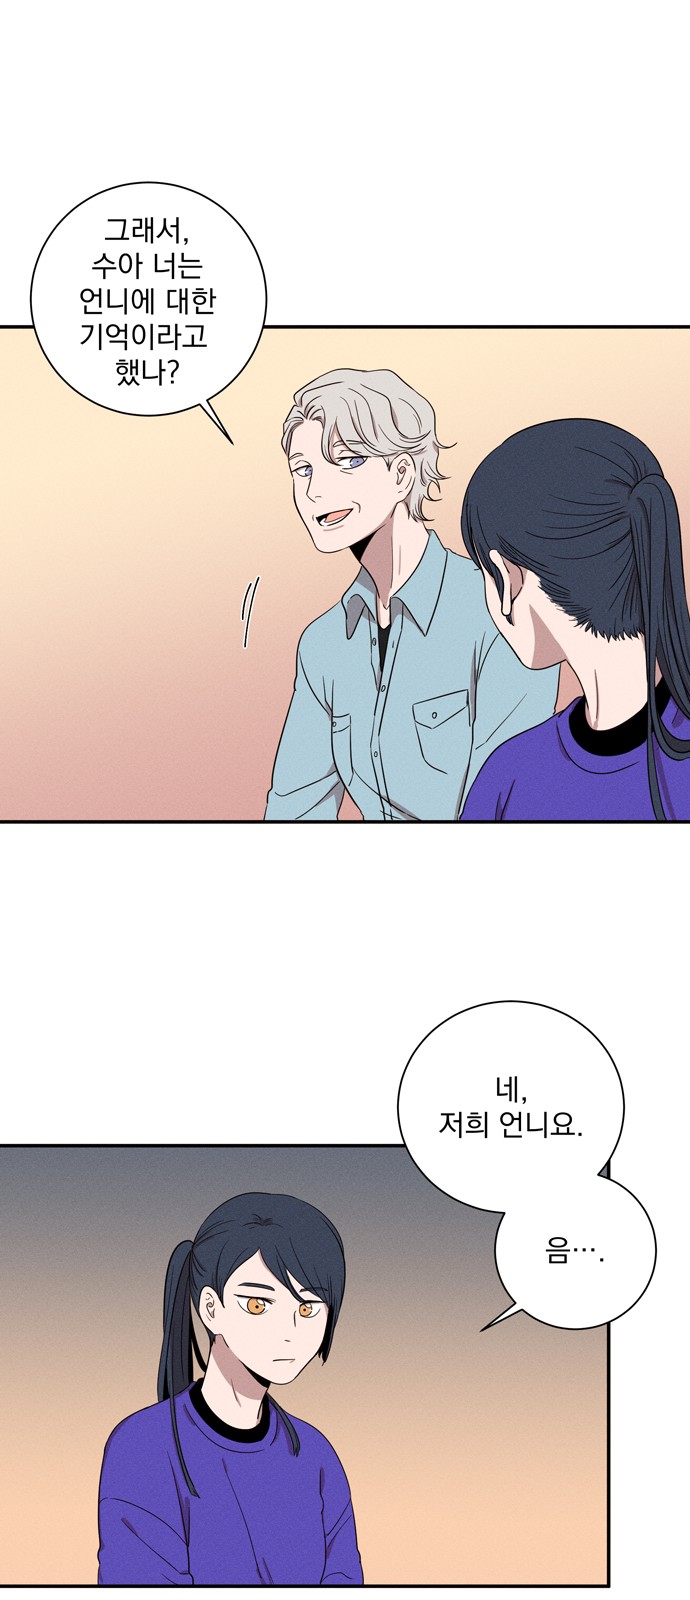 그래서,
수아 너는
언니에 대한
기억이라고
했나?
네,
저희 언니요.
음….